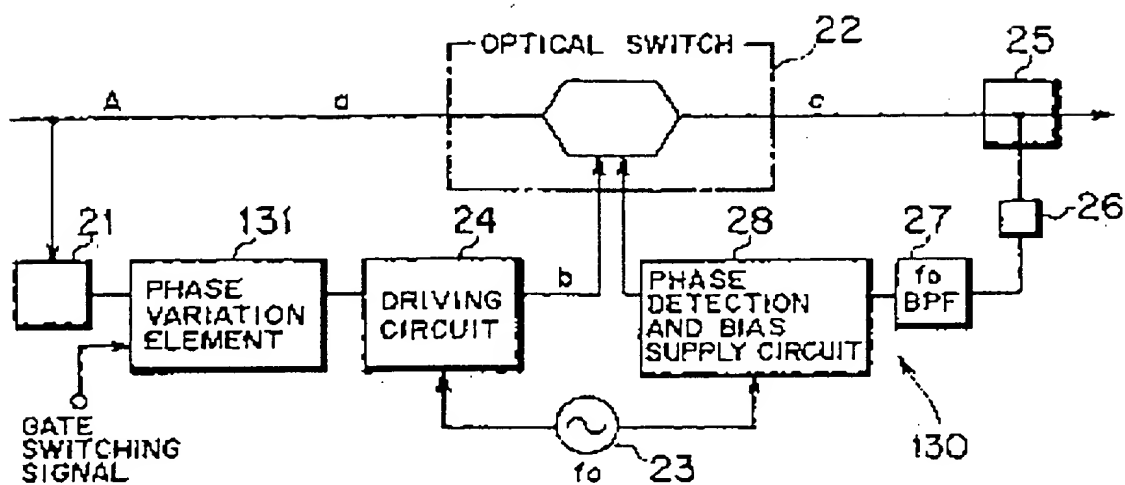 OPTICAL SWITCH
22
25
A
a
c
26
21
131
24
28
27
PHASE
VARIATION
ELEMENT
DRIVING
CIRCUIT
b
PHASE
DETECTION
AND BIAS
SUPPLY CIRCUIT
fo
BPF
GATE
SWITCHING
SIGNAL
fo
23
130